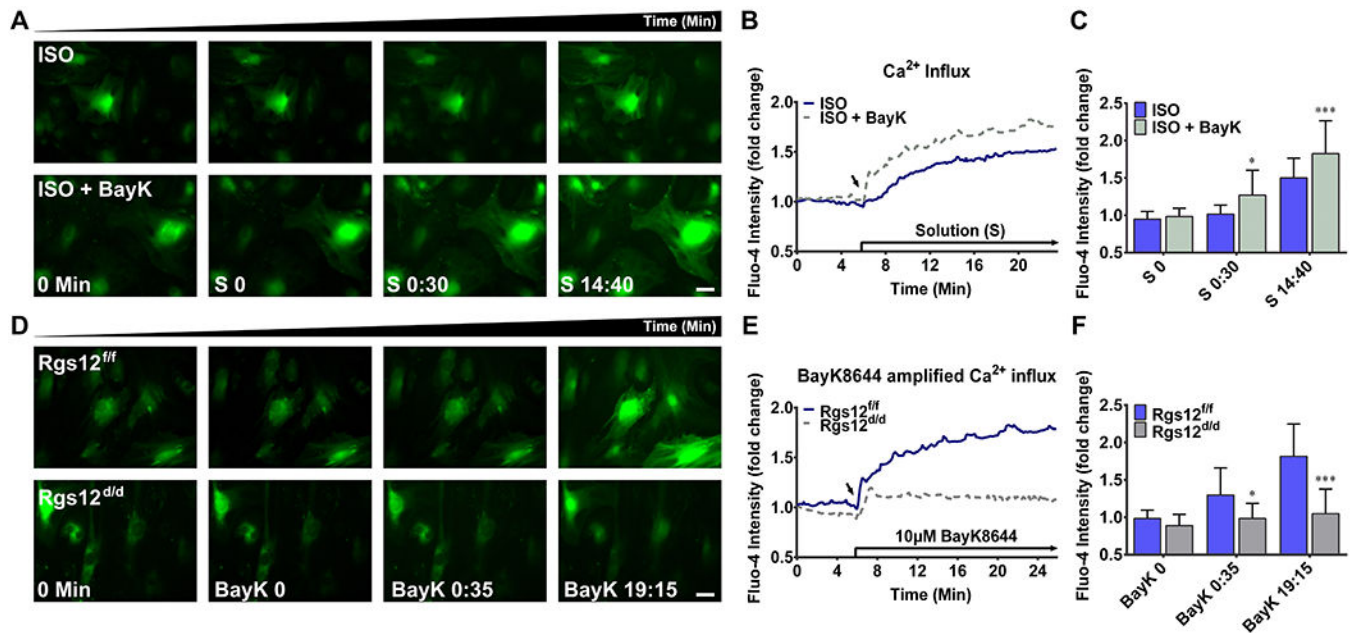 A
Time (Min)
ISO
ISO + BayK
0 Min
S 0
S 0:30
S 14:40
B
Ca²⁺ Influx
Fluo-4 Intensity (fold change)
2.0
1.5
1.0
0.5
ISO
ISO + BayK
Solution (S)
0 4 8 12 16 20
Time (Min)
C
Fluo-4 Intensity (fold change)
2.5
2.0
1.5
1.0
0.5
ISO
ISO + BayK
*
***
S 0
S 0:30
S 14:40
D
Time (Min)
Rgs12f/f
Rgs12d/d
0 Min
BayK 0
BayK 0:35
BayK 19:15
E
BayK8644 amplified Ca²⁺ influx
Fluo-4 Intensity (fold change)
2.0
1.5
1.0
0.5
Rgs12f/f
Rgs12d/d
10µM BayK8644
0 4 8 12 16 20 24
Time (Min)
F
Fluo-4 Intensity (fold change)
2.5
2.0
1.5
1.0
0.5
Rgs12f/f
Rgs12d/d
*
***
BayK 0
BayK 0:35
BayK 19:15